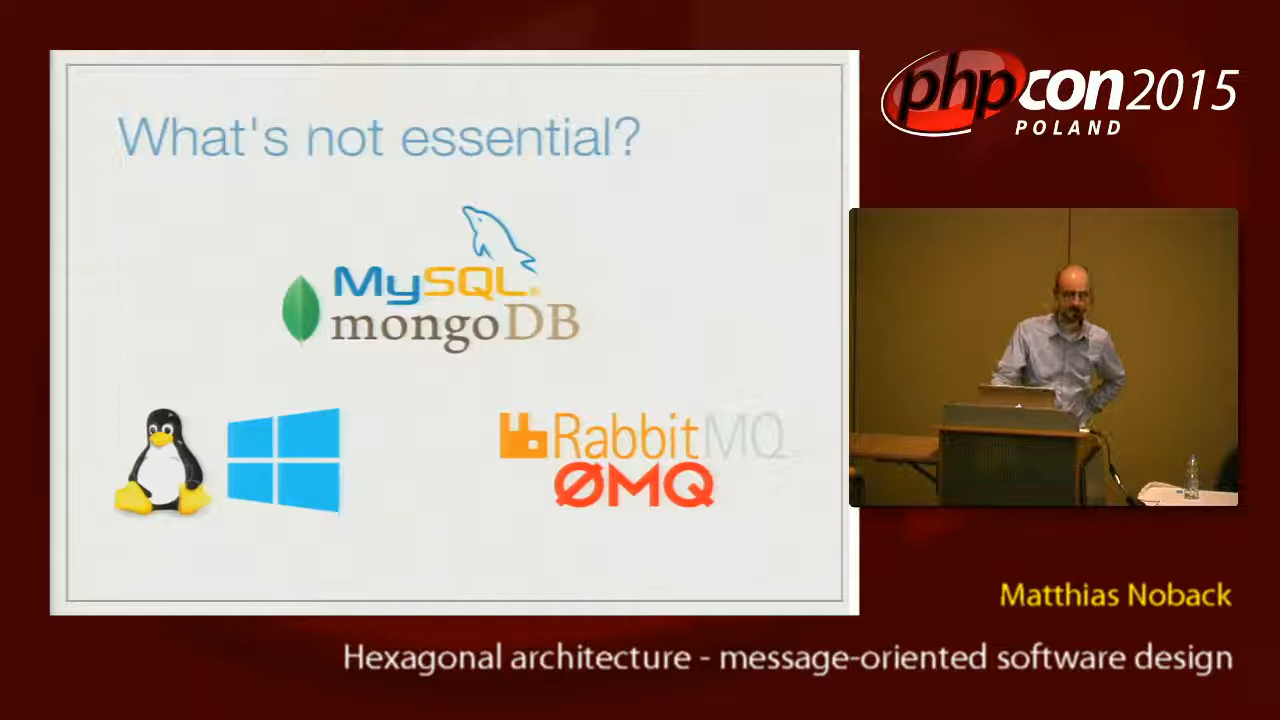 What's not essential?
MySQL®
mongoDB
RabbitMQ
ØMQ
phpcon2015
POLAND
Matthias Noback
Hexagonal architecture - message-oriented software design